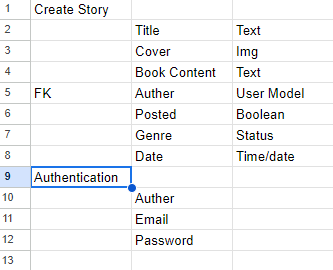 1 Create Story
2 Title Text
3 Cover Img
4 Book Content Text
5 FK Auther User Model
6 Posted Boolean
7 Genre Status
8 Date Time/date
9 Authentication
10 Auther
11 Email
12 Password
13